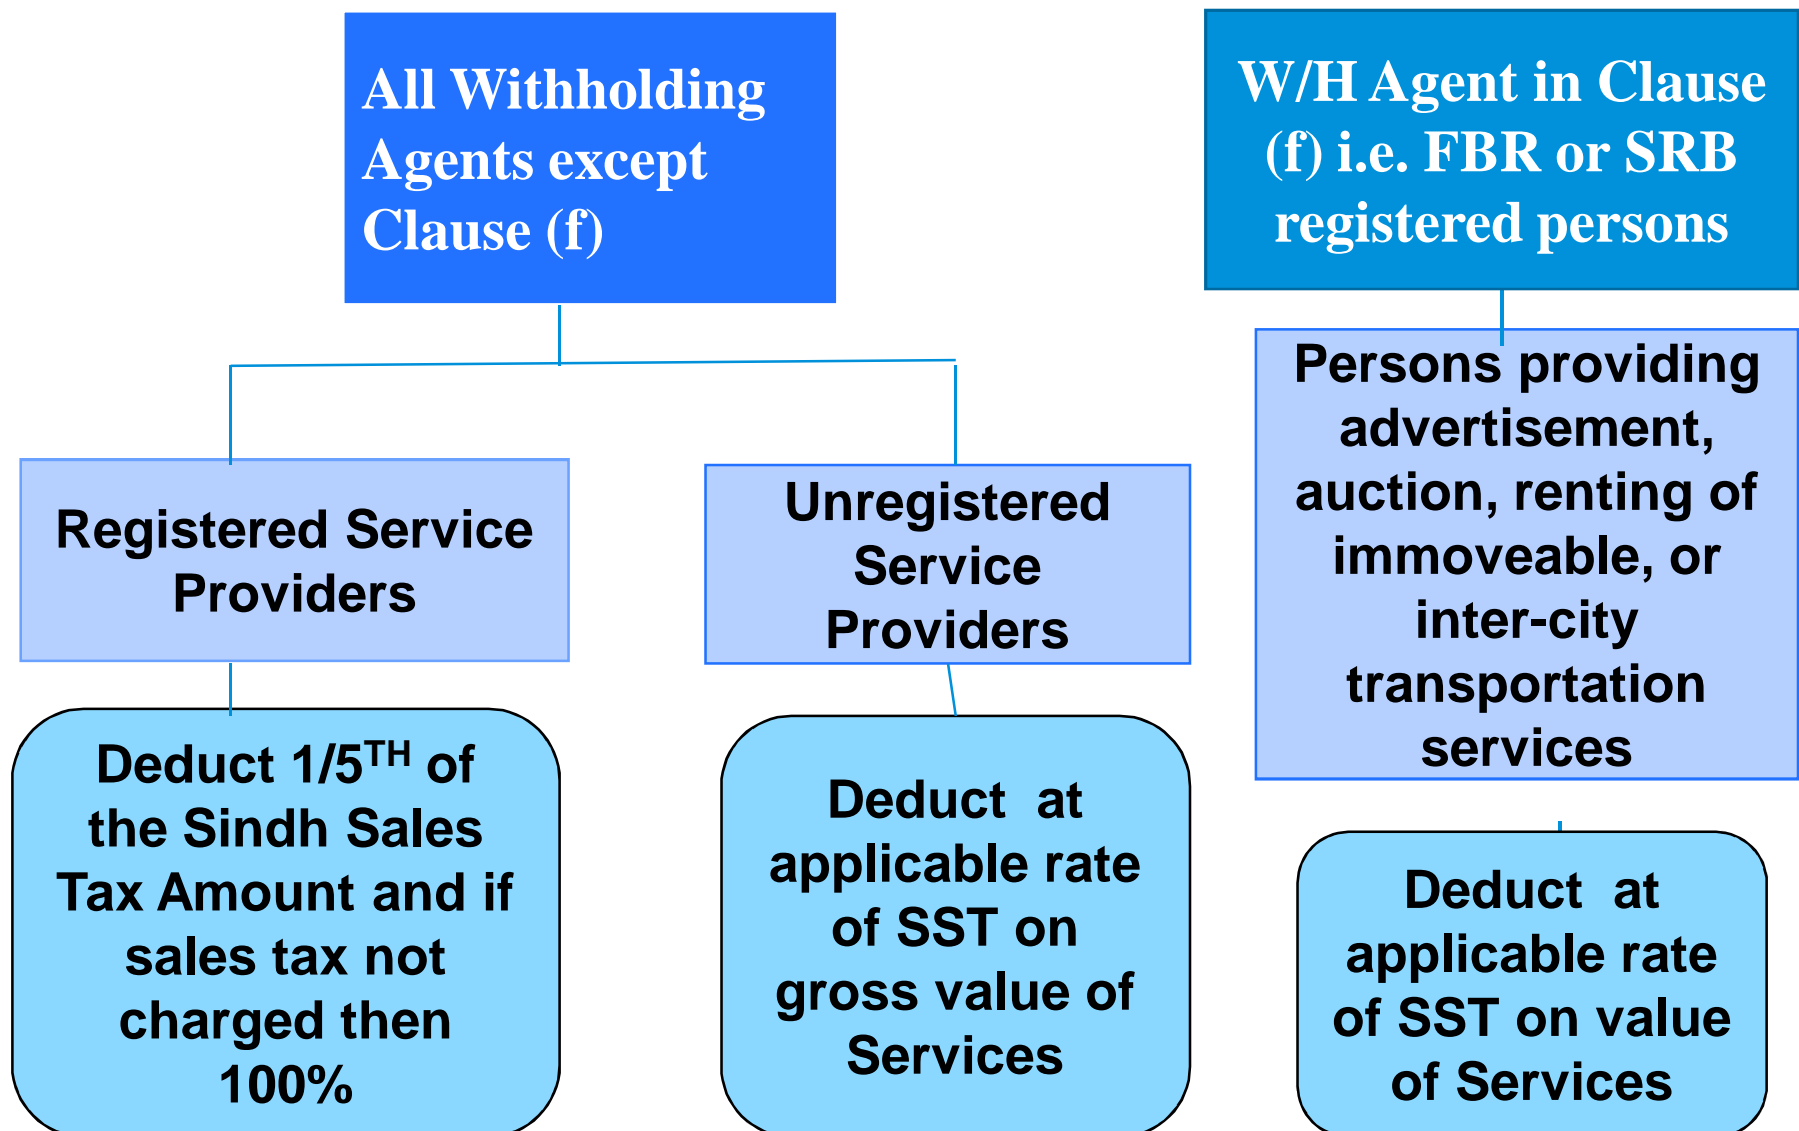 All Withholding
Agents except
Clause (f)
W/H Agent in Clause
(f) i.e. FBR or SRB
registered persons
Registered Service
Providers
Unregistered
Service
Providers
Persons providing
advertisement,
auction, renting of
immoveable, or
inter-city
transportation
services
Deduct 1/5TH of
the Sindh Sales
Tax Amount and if
sales tax not
charged then
100%
Deduct at
applicable rate
of SST on
gross value of
Services
Deduct at
applicable rate
of SST on value
of Services